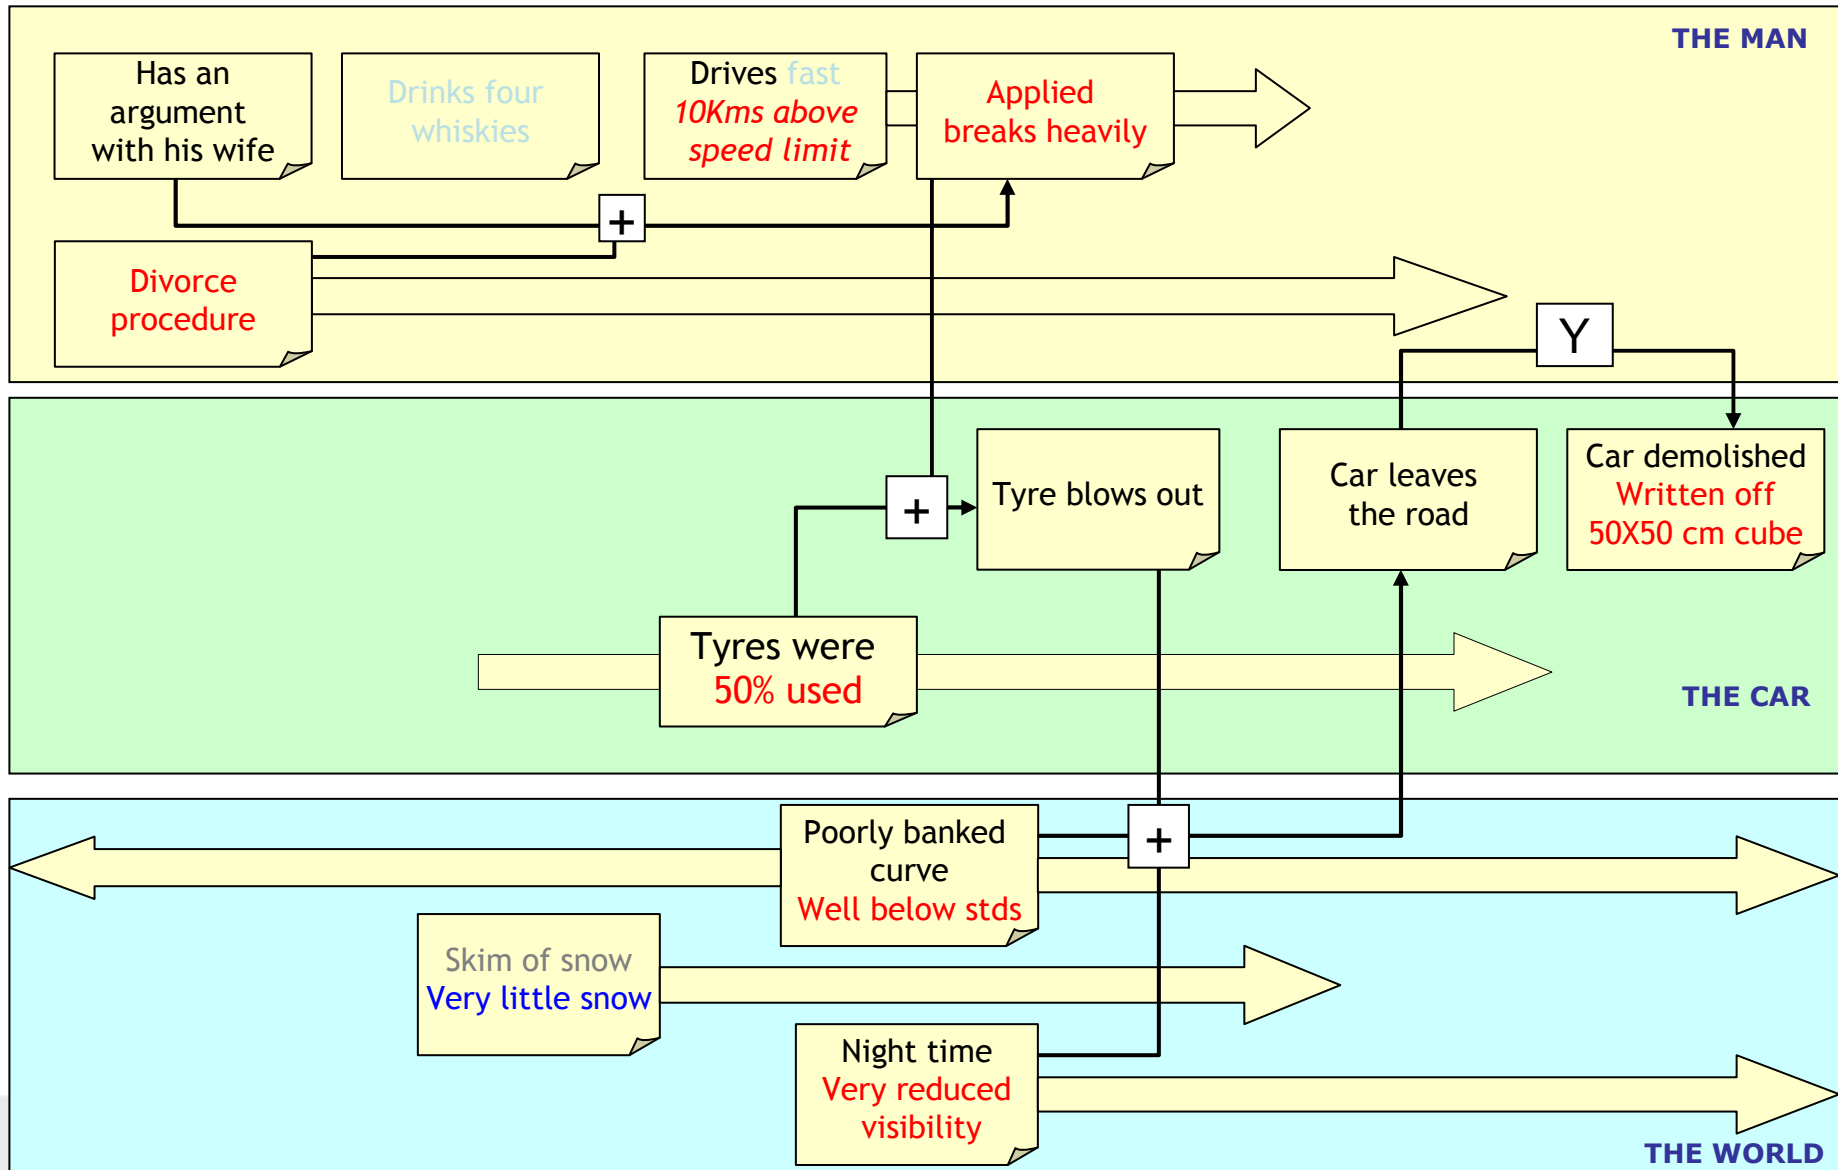 THE MAN
Has an
argument
with his wife
Drinks four
whiskies
Drives fast
10Kms above
speed limit
Applied
breaks heavily
+
Divorce
procedure
Y
Tyre blows out
Car leaves
the road
Car demolished
Written off
50X50 cm cube
+
Tyres were
50% used
THE CAR
Poorly banked
curve
Well below stds
+
Skim of snow
Very little snow
Night time
Very reduced
visibility
THE WORLD